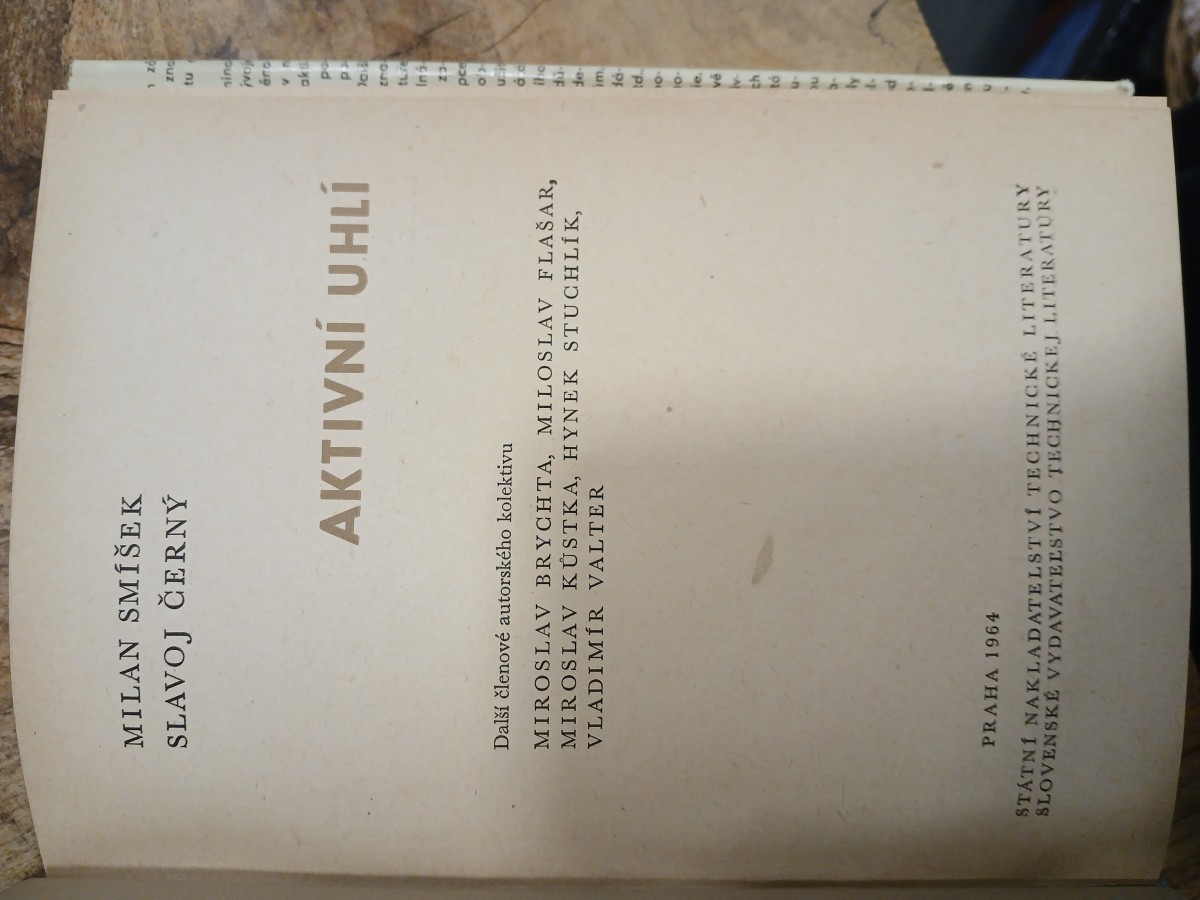 MILAN SMÍŠEK
SLAVOJ ČERNÝ
AKTIVNÍ UHLÍ
Další členové autorského kolektivu
MIROSLAV BRYCHTA, MILOSLAV FLAŠAR,
MIROSLAV KŮSTKA, HYNEK STUCHLÍK,
VLADIMÍR VALTER
PRAHA 1964
STÁTNÍ NAKLADATELSTVÍ TECHNICKÉ LITERATURY
SLOVENSKÉ VYDAVATEĽSTVO TECHNICKEJ LITERATÚRY